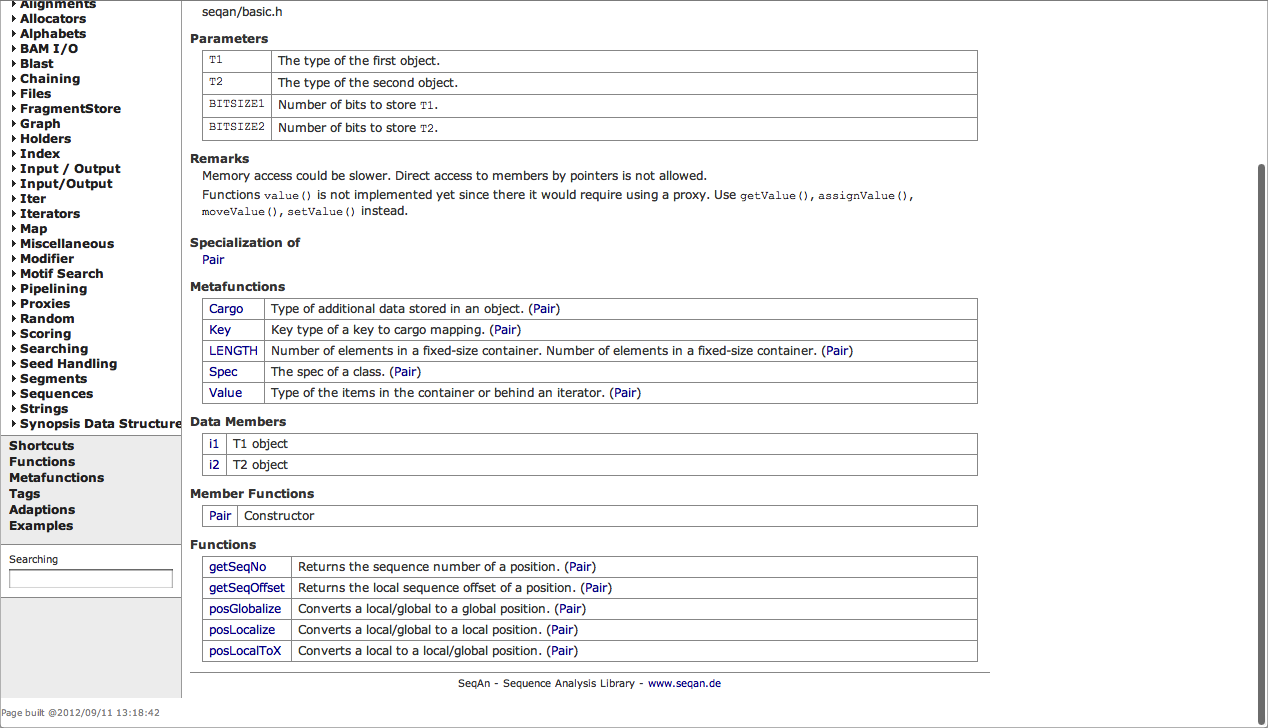 Alignments
Allocators
Alphabets
BAM I/O
Blast
Chaining
Files
FragmentStore
Graph
Holders
Index
Input / Output
Input/Output
Iter
Iterators
Map
Miscellaneous
Modifier
Motif Search
Pipelining
Proxies
Random
Scoring
Searching
Seed Handling
Segments
Sequences
Strings
Synopsis Data Structure
Shortcuts
Functions
Metafunctions
Tags
Adaptions
Examples
Searching
Page built @2012/09/11 13:18:42
seqan/basic.h
Parameters
T1 The type of the first object.
T2 The type of the second object.
BITSIZE1 Number of bits to store T1.
BITSIZE2 Number of bits to store T2.
Remarks
Memory access could be slower. Direct access to members by pointers is not allowed.
Functions value() is not implemented yet since there it would require using a proxy. Use getValue(), assignValue(),
moveValue(), setValue() instead.
Specialization of
Pair
Metafunctions
Cargo Type of additional data stored in an object. (Pair)
Key Key type of a key to cargo mapping. (Pair)
LENGTH Number of elements in a fixed-size container. Number of elements in a fixed-size container. (Pair)
Spec The spec of a class. (Pair)
Value Type of the items in the container or behind an iterator. (Pair)
Data Members
i1 T1 object
i2 T2 object
Member Functions
Pair Constructor
Functions
getSeqNo Returns the sequence number of a position. (Pair)
getSeqOffset Returns the local sequence offset of a position. (Pair)
posGlobalize Converts a local/global to a global position. (Pair)
posLocalize Converts a local/global to a local position. (Pair)
posLocalToX Converts a local to a local/global position. (Pair)
SeqAn - Sequence Analysis Library - www.seqan.de